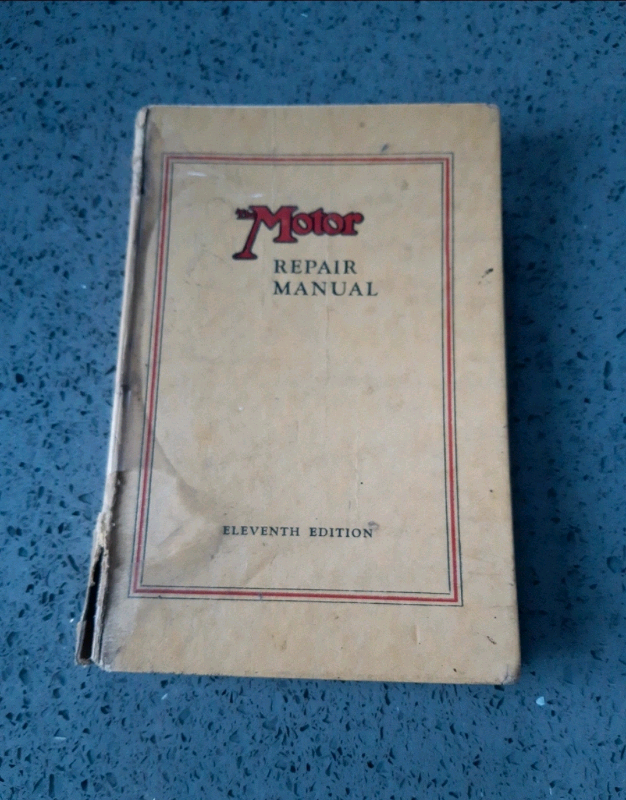 The Motor
REPAIR
MANUAL
ELEVENTH EDITION